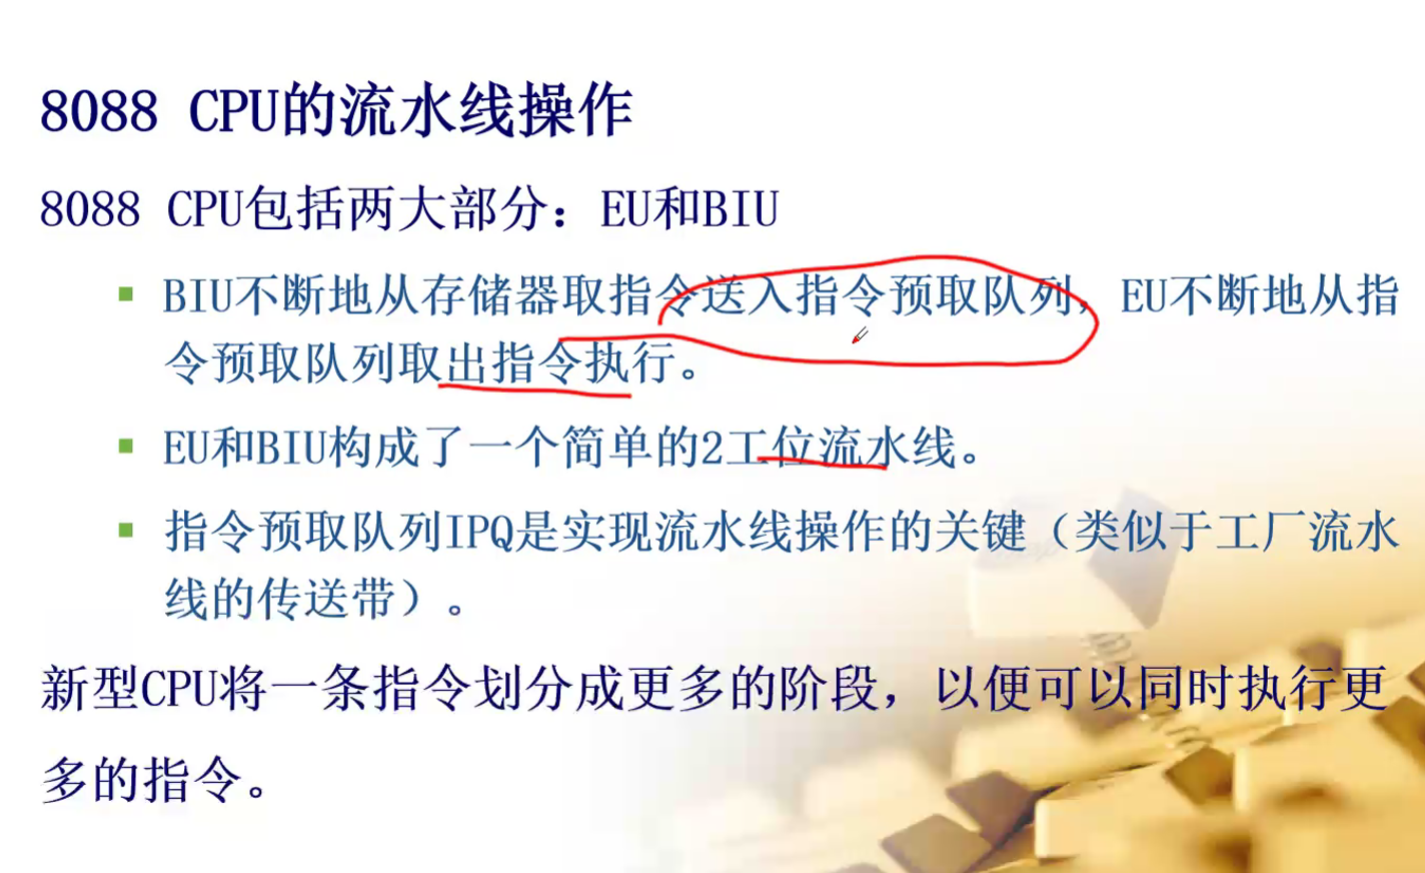 8088 CPU的流水线操作
8088 CPU包括两大部分：EU和BIU
BIU不断地从存储器取指令送入指令预取队列，EU不断地从指
令预取队列取出指令执行。
EU和BIU构成了一个简单的2工位流水线。
指令预取队列IPQ是实现流水线操作的关键（类似于工厂流水
线的传送带）。
新型CPU将一条指令划分成更多的阶段，以便可以同时执行更
多的指令。